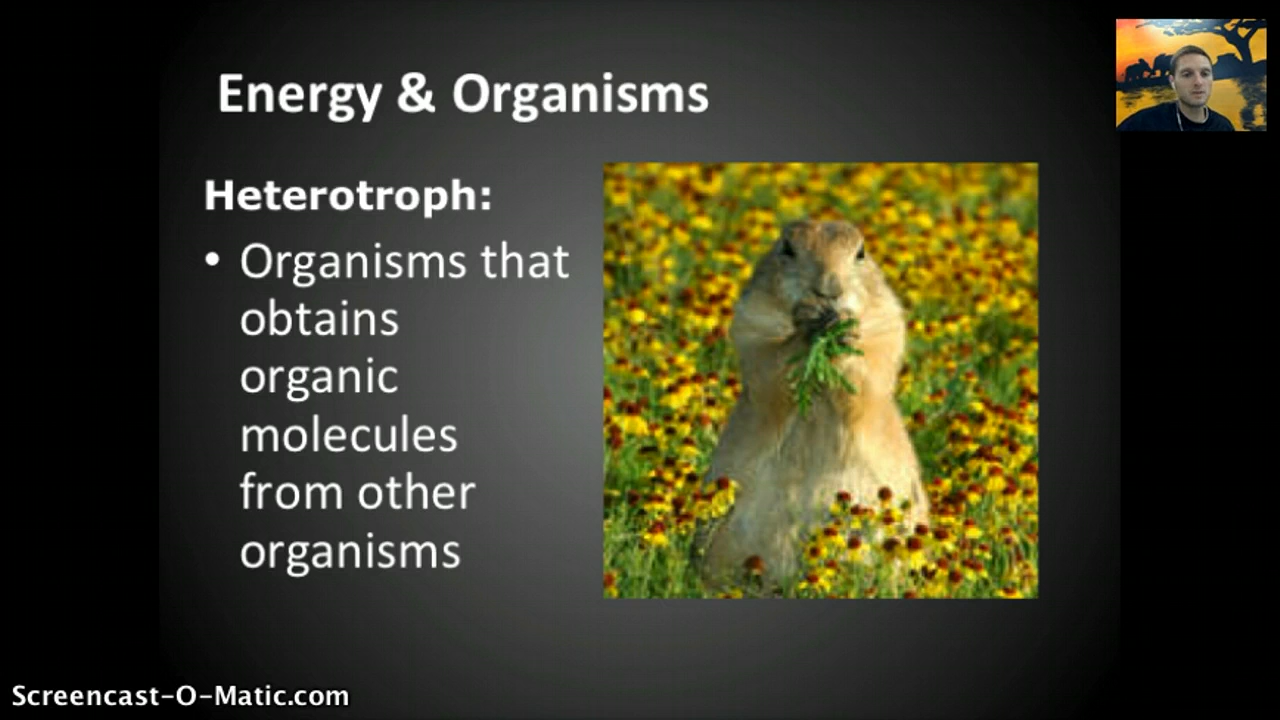 Energy & Organisms
Heterotroph:
• Organisms that
obtains
organic
molecules
from other
organisms
Screencast-O-Matic.com